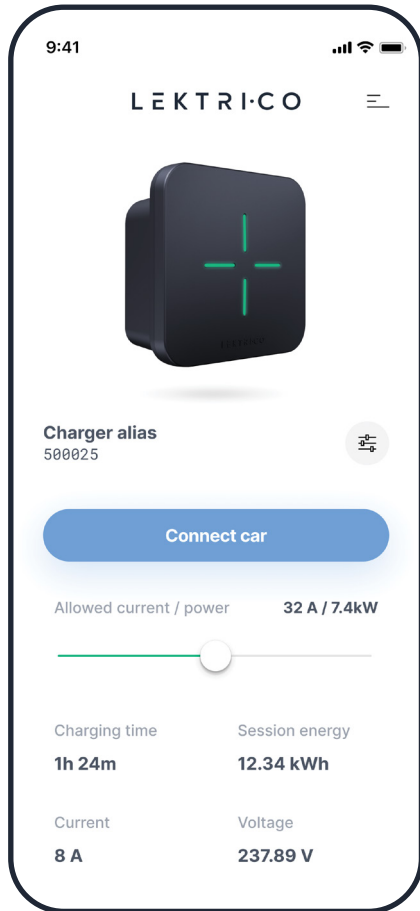 9:41
LEKTRI·CO
Charger alias
500025
Connect car
Allowed current / power 32 A / 7.4kW
Charging time Session energy
1h 24m 12.34 kWh
Current Voltage
8 A 237.89 V